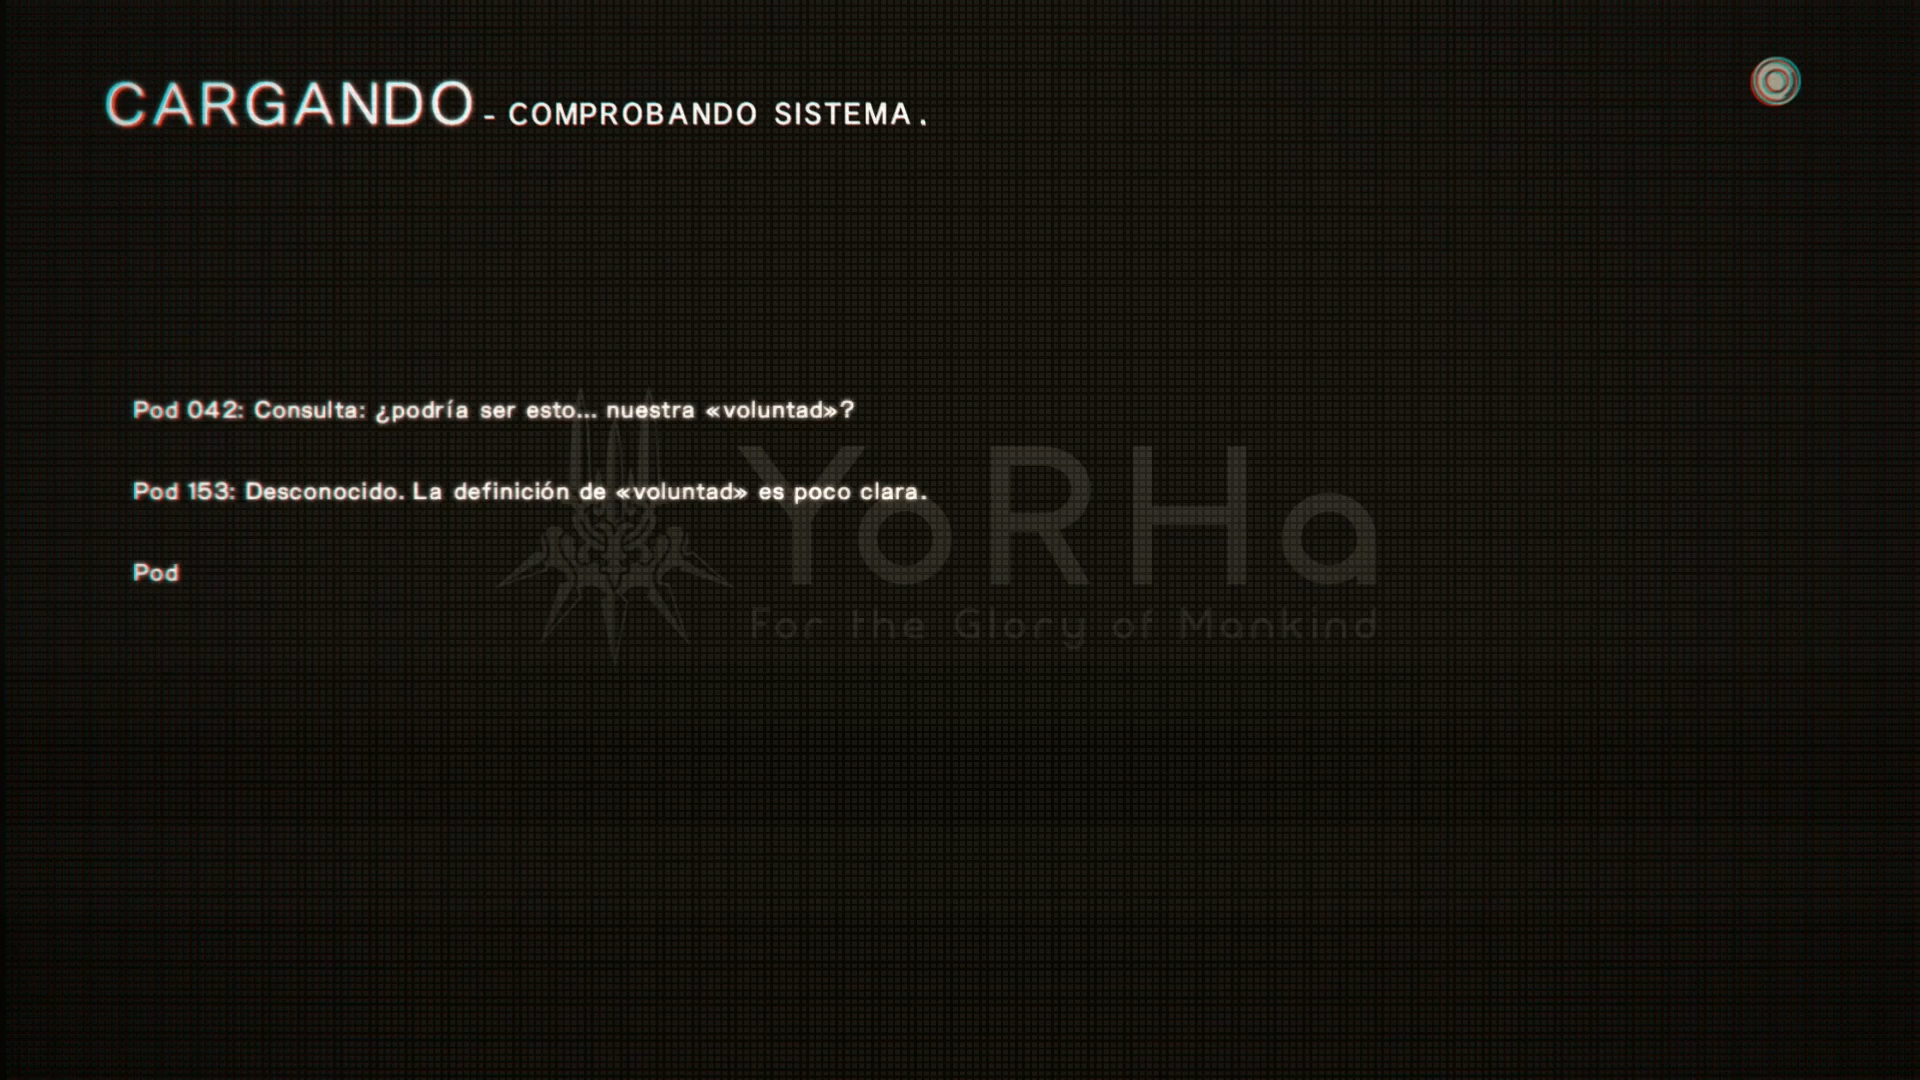 CARGANDO - COMPROBANDO SISTEMA.
Pod 042: Consulta: ¿podría ser esto... nuestra «voluntad»?
Pod 153: Desconocido. La definición de «voluntad» es poco clara.
Pod
YoRHa
For the Glory of Mankind